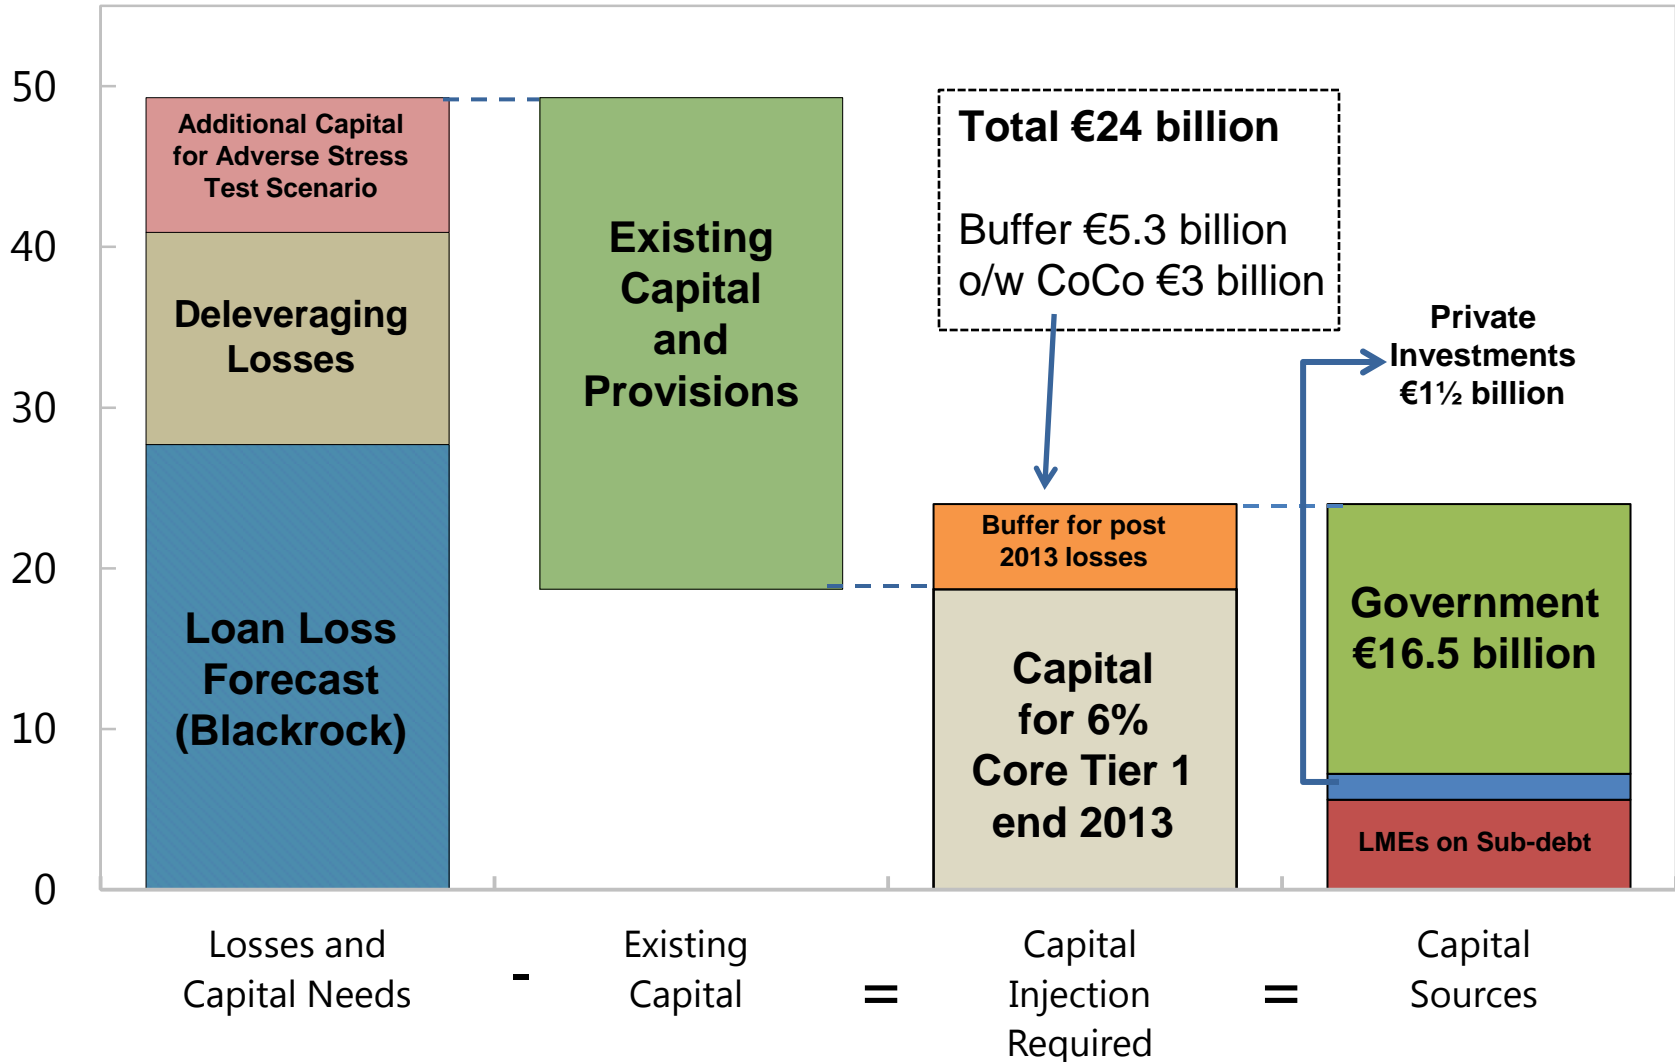 50
40
30
20
10
0
Additional Capital
for Adverse Stress
Test Scenario
Deleveraging
Losses
Loan Loss
Forecast
(Blackrock)
Existing
Capital
and
Provisions
Total €24 billion
Buffer €5.3 billion
o/w CoCo €3 billion
Buffer for post
2013 losses
Capital
for 6%
Core Tier 1
end 2013
Private
Investments
€1½ billion
Government
€16.5 billion
LMEs on Sub-debt
Losses and
Capital Needs
-
Existing
Capital
=
Capital
Injection
Required
=
Capital
Sources